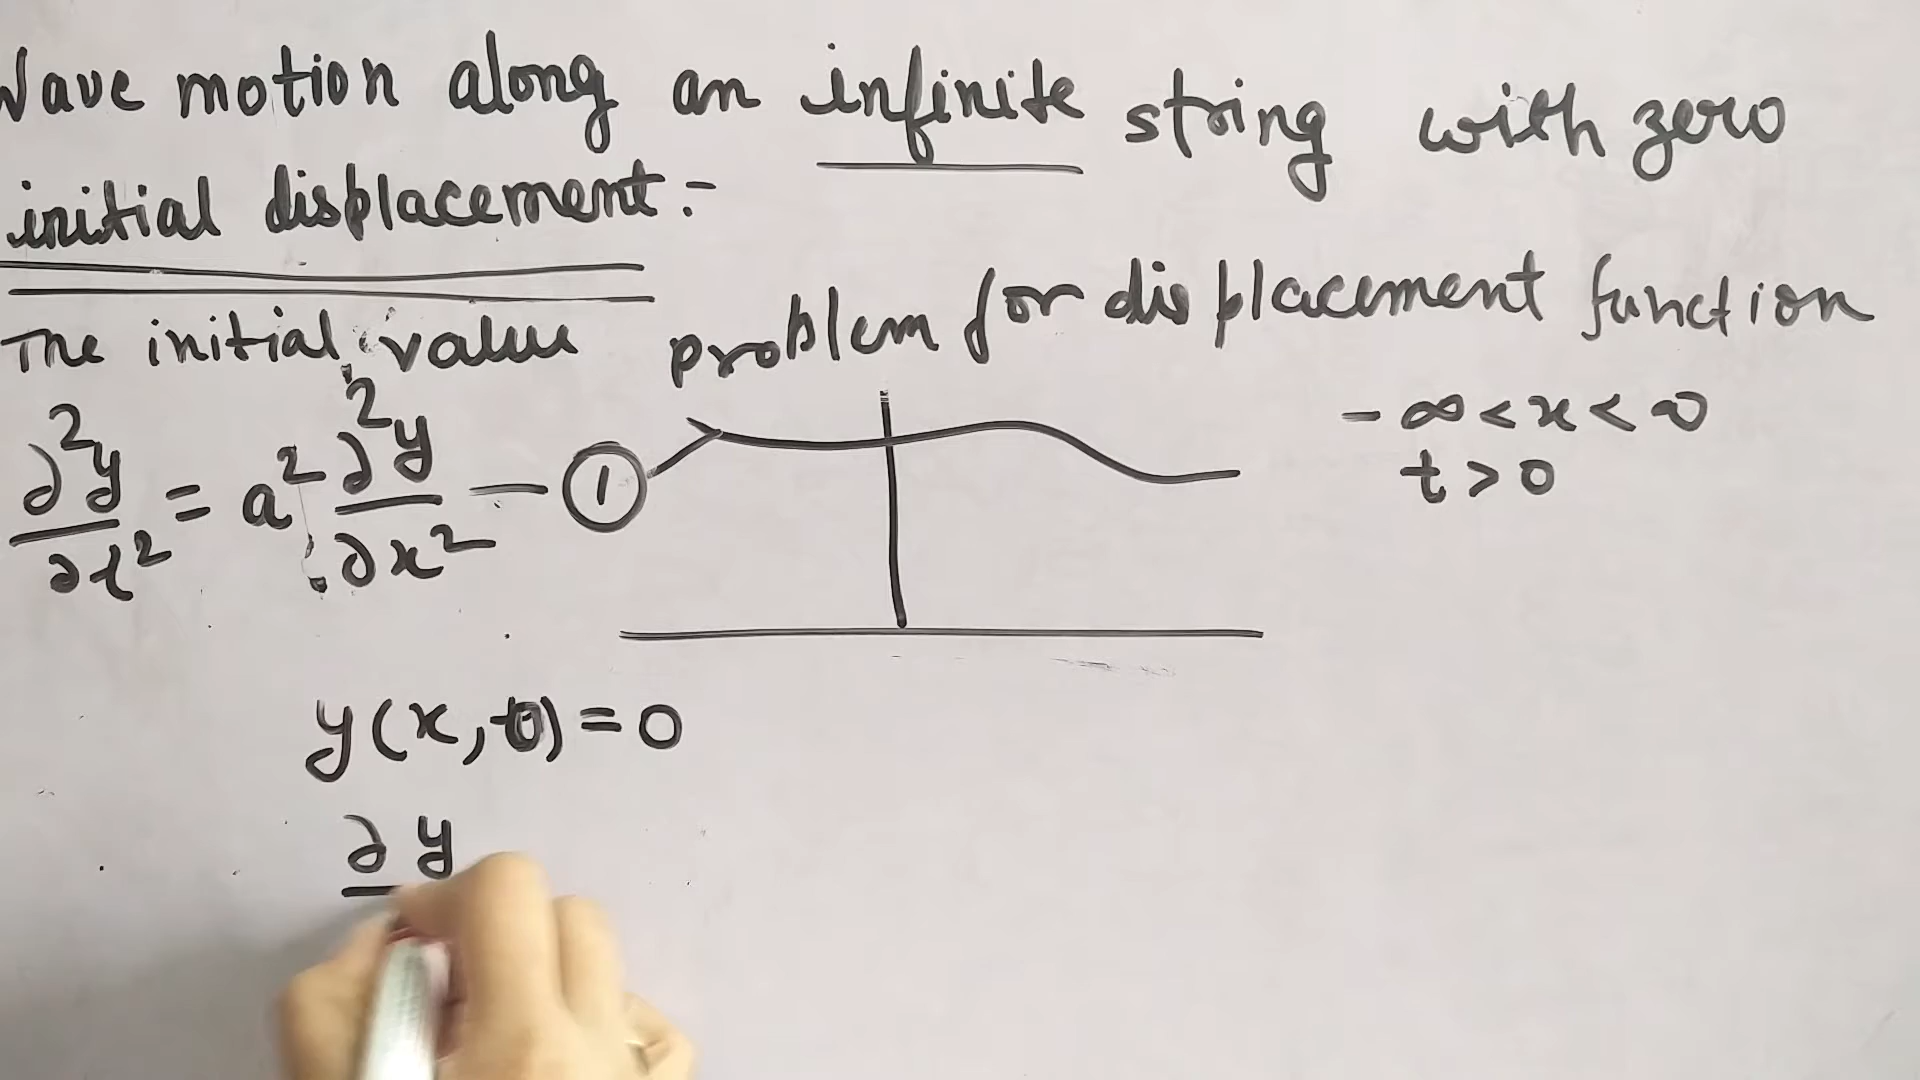 Wave motion along an infinite string with zero
initial displacement:-
The initial value problem for displacement function
∂²y/∂t² = a² ∂²y/∂x² — ① -∞<x<∞
t>0
y(x,0)=0
∂y